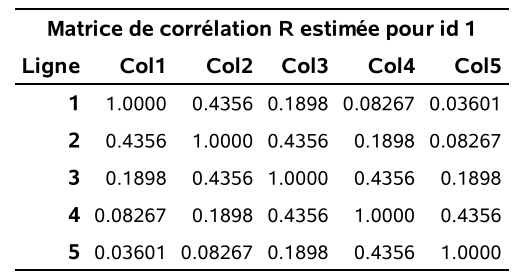 Matrice de corrélation R estimée pour id 1
Ligne Col1 Col2 Col3 Col4 Col5
1 1.0000 0.4356 0.1898 0.08267 0.03601
2 0.4356 1.0000 0.4356 0.1898 0.08267
3 0.1898 0.4356 1.0000 0.4356 0.1898
4 0.08267 0.1898 0.4356 1.0000 0.4356
5 0.03601 0.08267 0.1898 0.4356 1.0000